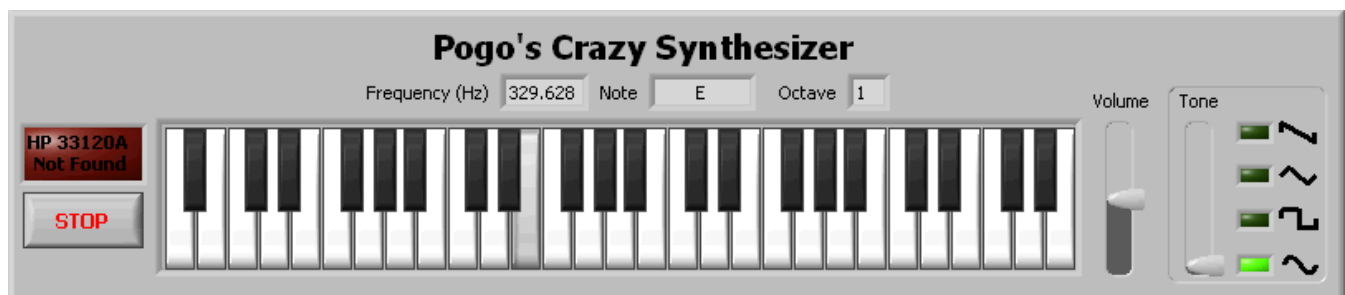 Pogo's Crazy Synthesizer
Frequency (Hz) 329.628 Note E Octave 1
Volume
Tone
HP 33120A
Not Found
STOP